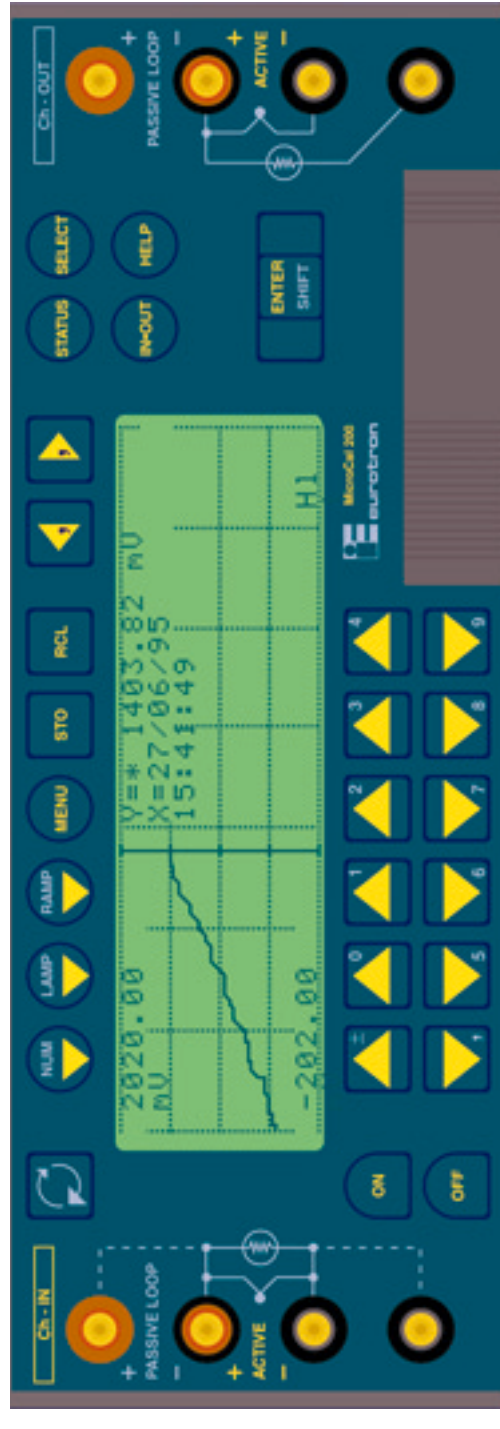 Ch - IN
+
PASSIVE LOOP
-
+
ACTIVE
-
NUM
LAMP
RAMP
MENU
STO
RCL
STATUS
SELECT
IN↔OUT
HELP
2020.00
mV
Y=* 1403.82 mV
X=27/06/95
15:41:49
-202.00
H1
ENTER
SHIFT
MicroCal 200
eurotron
ON
OFF
± 0 1 2 3 4
5 6 7 8 9
Ch - OUT
+
PASSIVE LOOP
-
+
ACTIVE
-